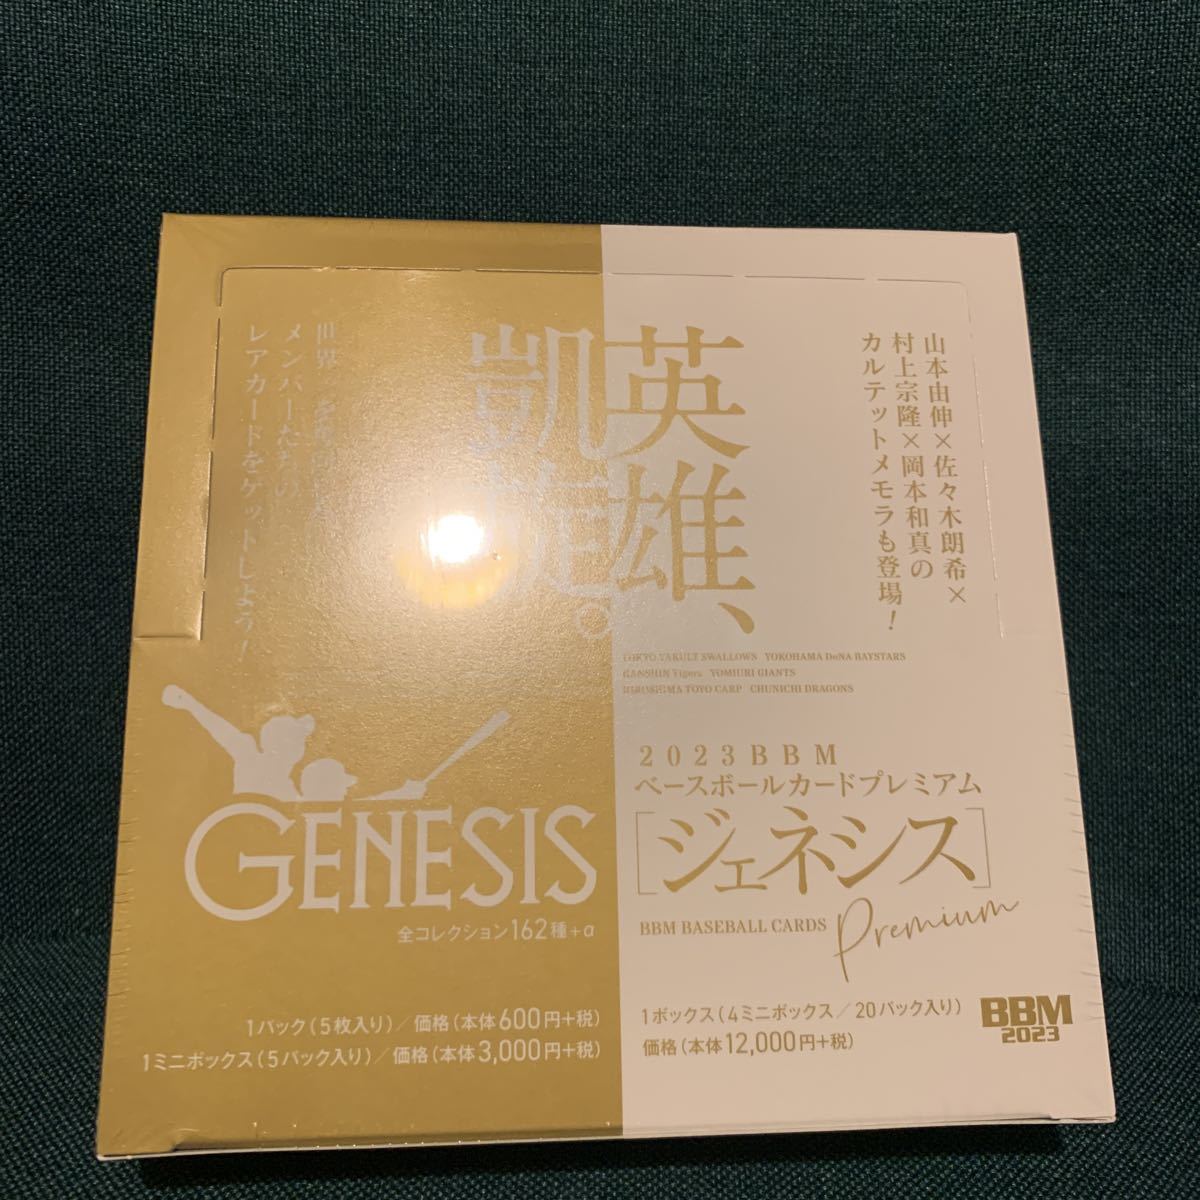 山本由伸×佐々木朗希×
村上宗隆×岡本和真の
カルテットメモラも登場!
英雄、
凱旋。
世界
メンバーたちの
レアカードをゲットしよう!
TOKYO YAKULT SWALLOWS YOKOHAMA DeNA BAYSTARS
HANSHIN Tigers YOMIURI GIANTS
HIROSHIMA TOYO CARP CHUNICHI DRAGONS
GENESIS
全コレクション162種+α
2023BBM
ベースボールカードプレミアム
[ジェネシス]
BBM BASEBALL CARDS Premium
1パック(5枚入り)/価格(本体600円+税)
1ミニボックス(5パック入り)/価格(本体3,000円+税)
1ボックス(4ミニボックス/20パック入り)
価格(本体12,000円+税)
BBM
2023